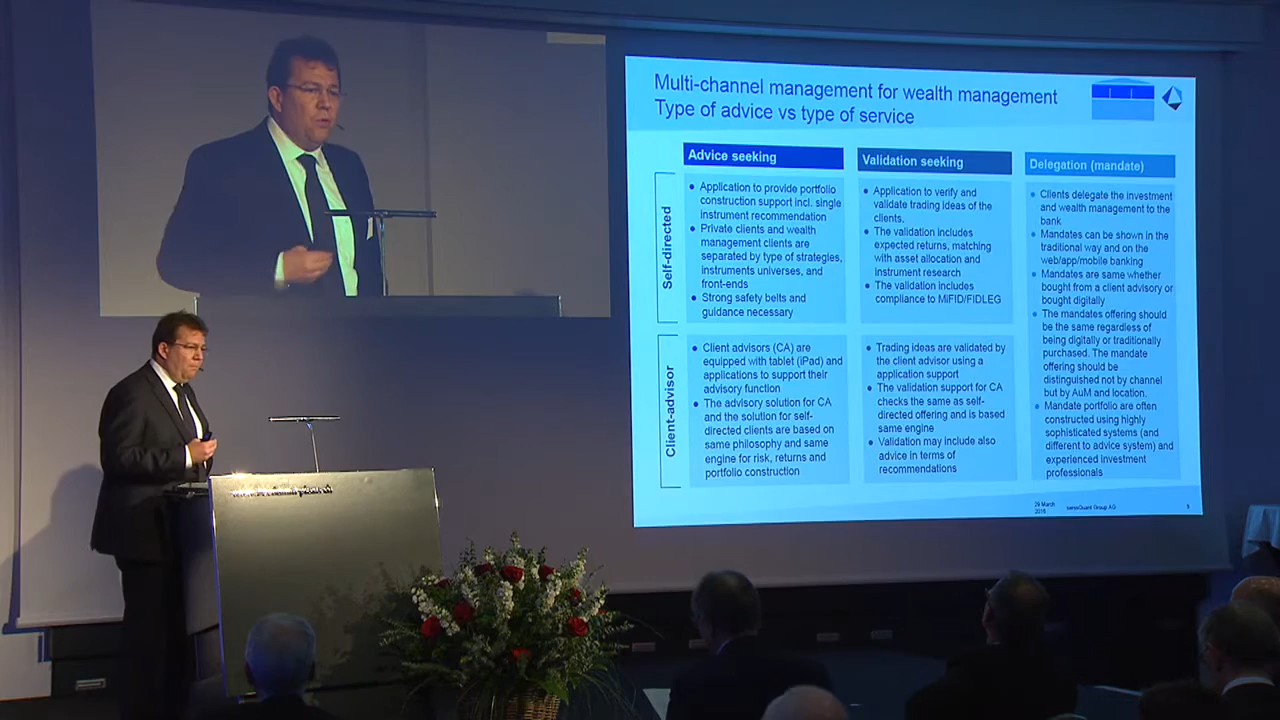 Multi-channel management for wealth management
Type of advice vs type of service
Advice seeking
Validation seeking
Delegation (mandate)
Self-directed
● Application to provide portfolio
construction support incl. single
instrument recommendation
● Private clients and wealth
management clients are
separated by type of strategies,
instruments universes, and
front-ends
● Strong safety belts and
guidance necessary
● Application to verify and
validate trading ideas of the
clients.
● The validation includes
expected returns, matching
with asset allocation and
instrument research
● The validation includes
compliance to MiFID/FIDLEG
● Clients delegate the investment
and wealth management to the
bank
● Mandates can be shown in the
traditional way and on the
web/app/mobile banking
● Mandates are same whether
bought from a client advisory or
bought digitally
● The mandates offering should
be the same regardless of
being digitally or traditionally
purchased. The mandate
offering should be
distinguished not by channel
but by AuM and location.
● Mandate portfolio are often
constructed using highly
sophisticated systems (and
different to advice system) and
experienced investment
professionals
Client-advisor
● Client advisors (CA) are
equipped with tablet (iPad) and
applications to support their
advisory function
● The advisory solution for CA
and the solution for self-
directed clients are based on
same philosophy and same
engine for risk, returns and
portfolio construction
● Trading ideas are validated by
the client advisor using a
application support
● The validation support for CA
checks the same as self-
directed offering and is based
same engine
● Validation may include also
advice in terms of
recommendations
29 March
2016
swissQuant Group AG